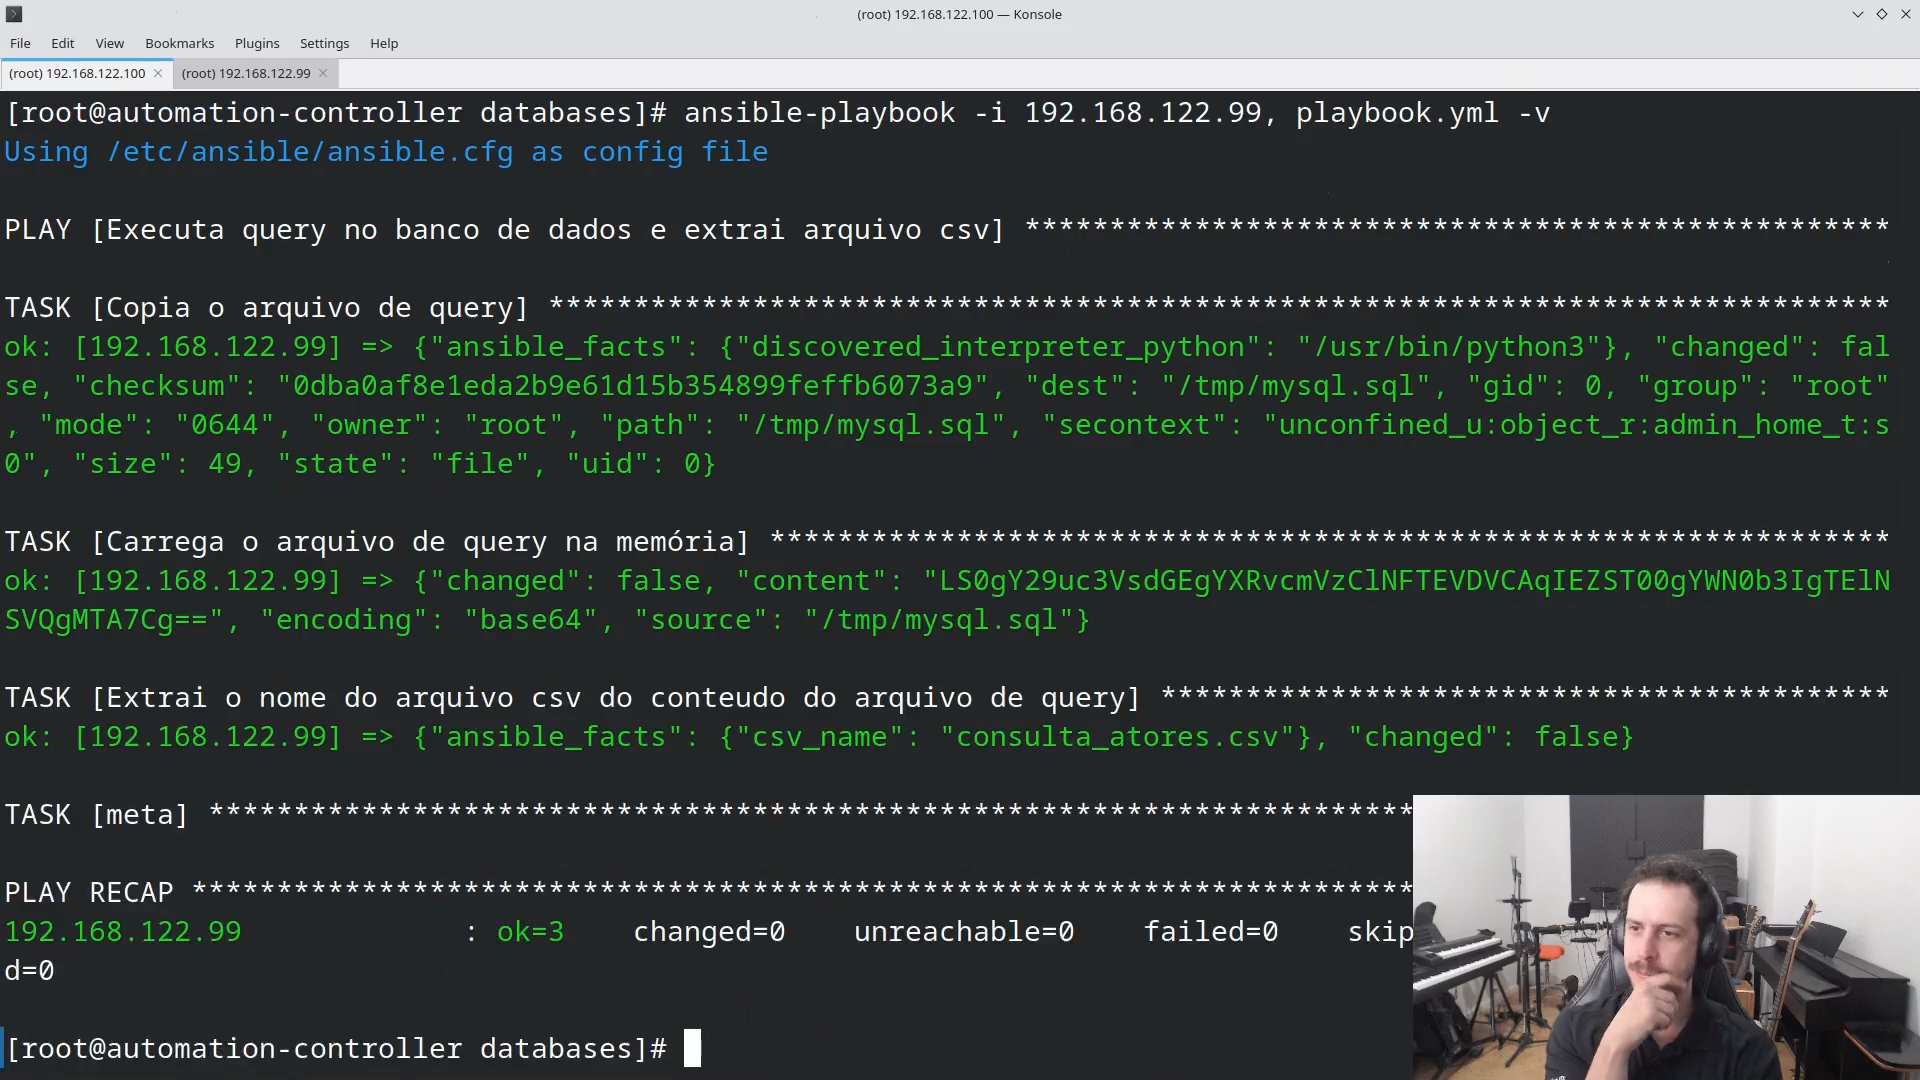 (root) 192.168.122.100 — Konsole
File Edit View Bookmarks Plugins Settings Help
(root) 192.168.122.100 (root) 192.168.122.99
[root@automation-controller databases]# ansible-playbook -i 192.168.122.99, playbook.yml -v
Using /etc/ansible/ansible.cfg as config file
PLAY [Executa query no banco de dados e extrai arquivo csv] ***************************************************
TASK [Copia o arquivo de query] *******************************************************************************
ok: [192.168.122.99] => {"ansible_facts": {"discovered_interpreter_python": "/usr/bin/python3"}, "changed": fal
se, "checksum": "0dba0af8e1eda2b9e61d15b354899feffb6073a9", "dest": "/tmp/mysql.sql", "gid": 0, "group": "root"
, "mode": "0644", "owner": "root", "path": "/tmp/mysql.sql", "secontext": "unconfined_u:object_r:admin_home_t:s
0", "size": 49, "state": "file", "uid": 0}
TASK [Carrega o arquivo de query na memória] ******************************************************************
ok: [192.168.122.99] => {"changed": false, "content": "LS0gY29uc3VsdGEgYXRvcmVzClNFTEVDVCAqIEZST00gYWN0b3IgTElN
SVQgMTA7Cg==", "encoding": "base64", "source": "/tmp/mysql.sql"}
TASK [Extrai o nome do arquivo csv do conteudo do arquivo de query] *******************************************
ok: [192.168.122.99] => {"ansible_facts": {"csv_name": "consulta_atores.csv"}, "changed": false}
TASK [meta] ***********************************************************************
PLAY RECAP ************************************************************************
192.168.122.99 : ok=3 changed=0 unreachable=0 failed=0 skip
d=0
[root@automation-controller databases]#